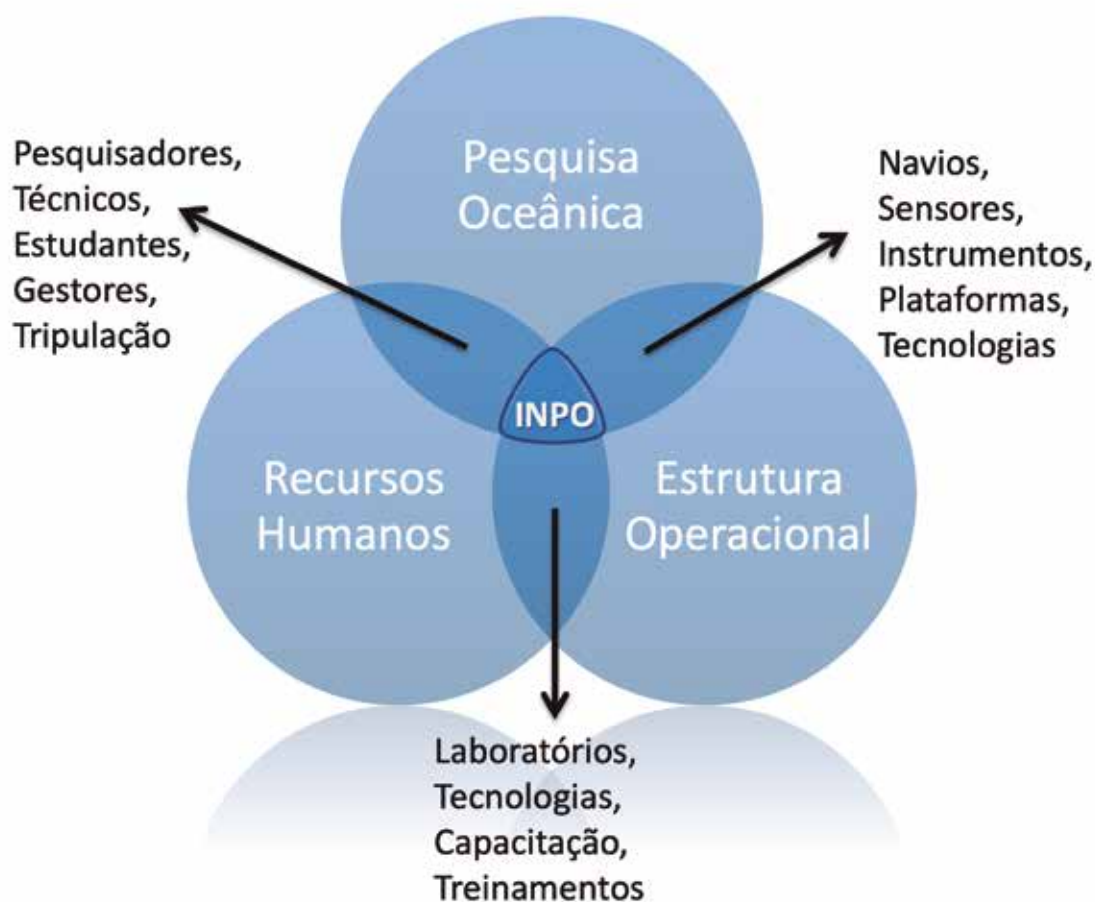 Pesquisa
Oceânica
Pesquisadores,
Técnicos,
Estudantes,
Gestores,
Tripulação
Navios,
Sensores,
Instrumentos,
Plataformas,
Tecnologias
INPO
Recursos
Humanos
Estrutura
Operacional
Laboratórios,
Tecnologias,
Capacitação,
Treinamentos